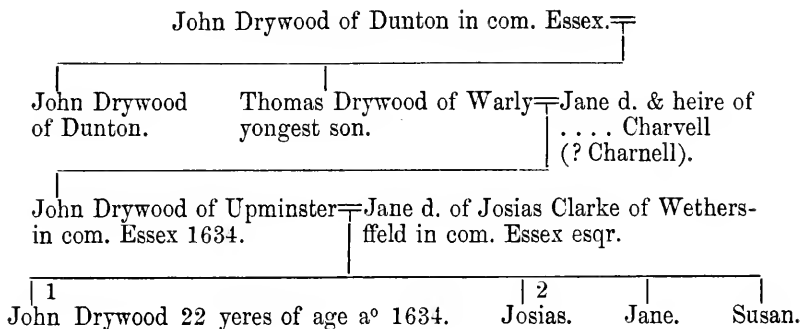 John Drywood of Dunton in com. Essex.
John Drywood
of Dunton.
Thomas Drywood of Warly
yongest son.
Jane d. & heire of
.... Charvell
(? Charnell).
John Drywood of Upminster
in com. Essex 1634.
Jane d. of Josias Clarke of Wethers-
ffeld in com. Essex esqr.
1
John Drywood 22 yeres of age aº 1634.
2
Josias.
Jane.
Susan.